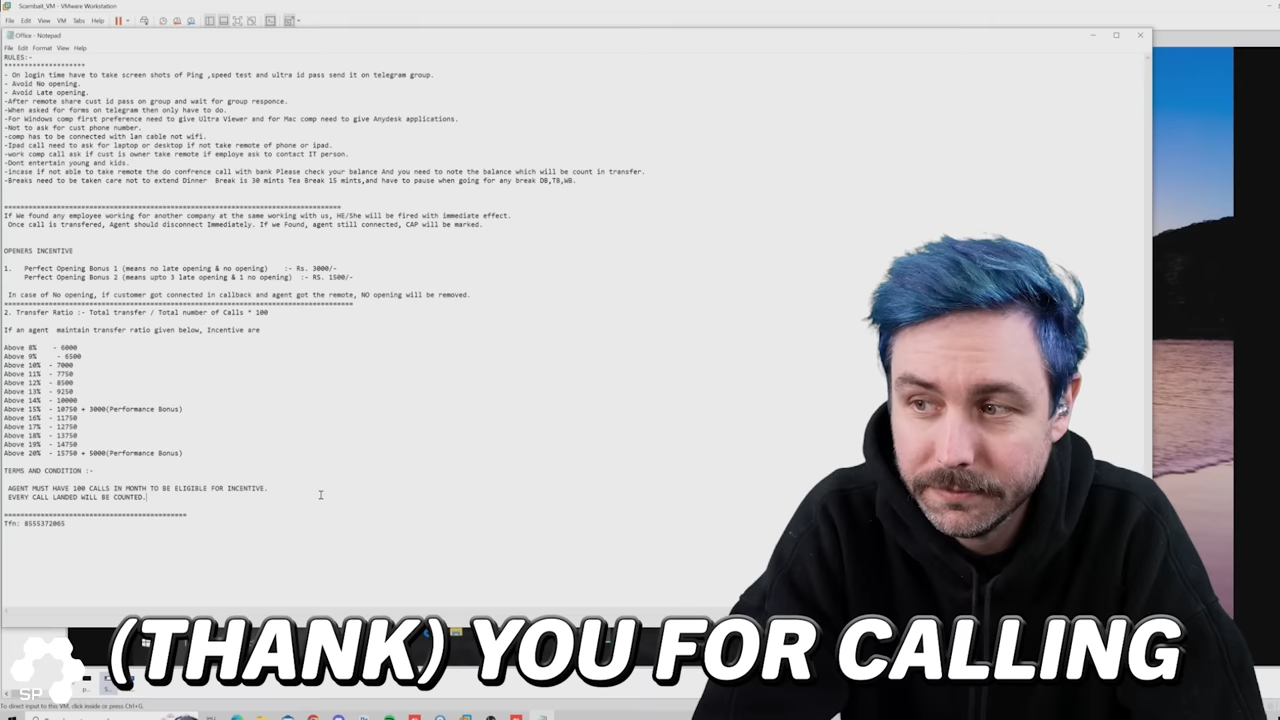 Scambait_VM - VMware Workstation
File Edit View VM Tabs Help
Office - Notepad
File Edit Format View Help
RULES:-
********************
- On login time have to take screen shots of Ping ,speed test and ultra id pass send it on telegram group.
- Avoid No opening.
- Avoid Late opening.
-After remote share cust id pass on group and wait for group responce.
-When asked for forms on telegram then only have to do.
-For Windows comp first preference need to give Ultra Viewer and for Mac comp need to give Anydesk applications.
-Not to ask for cust phone number.
-comp has to be connected with lan cable not wifi.
-Ipad call need to ask for laptop or desktop if not take remote of phone or ipad.
-work comp call ask if cust is owner take remote if employe ask to contact IT person.
-Dont entertain young and kids.
-incase if not able to take remote the do confrence call with bank Please check your balance And you need to note the balance which will be count in transfer.
-Breaks need to be taken care not to extend Dinner Break is 30 mints Tea Break 15 mints,and have to pause when going for any break DB,TB,WB.
===================================================================================
If We found any employee working for another company at the same working with us, HE/She will be fired with immediate effect.
Once call is transfered, Agent should disconnect Immediately. If we Found, agent still connected, CAP will be marked.
OPENERS INCENTIVE
1. Perfect Opening Bonus 1 (means no late opening & no opening) :- Rs. 3000/-
Perfect Opening Bonus 2 (means upto 3 late opening & 1 no opening) :- RS. 1500/-
In case of No opening, if customer got connected in callback and agent got the remote, NO opening will be removed.
======================================================================================
2. Transfer Ratio :- Total transfer / Total number of Calls * 100
If an agent maintain transfer ratio given below, Incentive are
Above 8% - 6000
Above 9% - 6500
Above 10% - 7000
Above 11% - 7750
Above 12% - 8500
Above 13% - 9250
Above 14% - 10000
Above 15% - 10750 + 3000(Performance Bonus)
Above 16% - 11750
Above 17% - 12750
Above 18% - 13750
Above 19% - 14750
Above 20% - 15750 + 5000(Performance Bonus)
TERMS AND CONDITION :-
AGENT MUST HAVE 100 CALLS IN MONTH TO BE ELIGIBLE FOR INCENTIVE.
EVERY CALL LANDED WILL BE COUNTED.
=============================================
Tfn: 8555372065
(THANK) YOU FOR CALLING
SP
To direct input to this VM, click inside or press Ctrl+G.